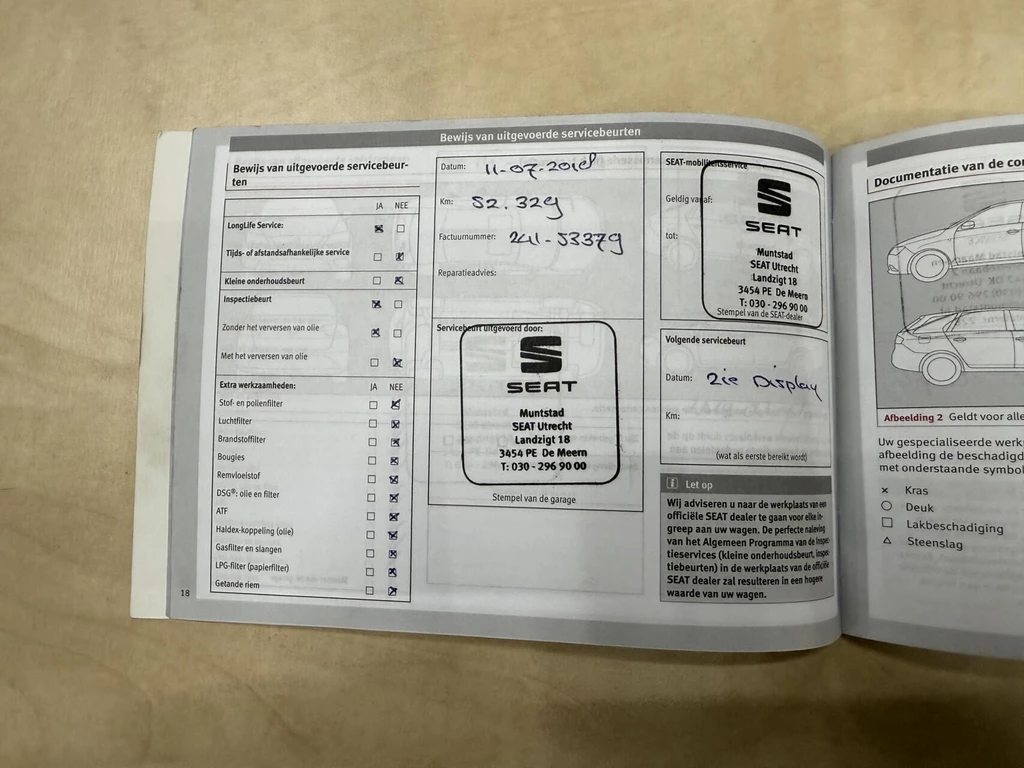 Bewijs van uitgevoerde servicebeurten
Bewijs van uitgevoerde servicebeur-
ten
JA NEE
LongLife Service:
Tijds- of afstandsafhankelijke service
Kleine onderhoudsbeurt
Inspectiebeurt
Zonder het verversen van olie
Met het verversen van olie
Extra werkzaamheden: JA NEE
Stof- en pollenfilter
Luchtfilter
Brandstoffilter
Bougies
Remvloeistof
DSG®: olie en filter
ATF
Haldex-koppeling (olie)
Gasfilter en slangen
LPG-filter (papierfilter)
Getande riem
18
Datum: 11-07-2018
Km: 52.329
Factuurnummer: 241-53379
Reparatieadvies:
Servicebeurt uitgevoerd door:
SEAT
Muntstad
SEAT Utrecht
Landzigt 18
3454 PE De Meern
T: 030 - 296 90 00
Stempel van de garage
SEAT-mobiliteitsservice
Geldig vanaf:
tot:
SEAT
Muntstad
SEAT Utrecht
Landzigt 18
3454 PE De Meern
T: 030 - 296 90 00
Stempel van de SEAT-dealer
Volgende servicebeurt
Datum: Zie Display
Km:
(wat als eerste bereikt wordt)
i Let op
Wij adviseren u naar de werkplaats van een
officiële SEAT dealer te gaan voor elke in-
greep aan uw wagen. De perfecte naleving
van het Algemeen Programma van de Inspec-
tieservices (kleine onderhoudsbeurt, inspec-
tiebeurten) in de werkplaats van de officiële
SEAT dealer zal resulteren in een hogere
waarde van uw wagen.
Documentatie van de con
Afbeelding 2 Geldt voor alle
Uw gespecialiseerde werk
afbeelding de beschadigd
met onderstaande symbol
× Kras
○ Deuk
□ Lakbeschadiging
△ Steenslag